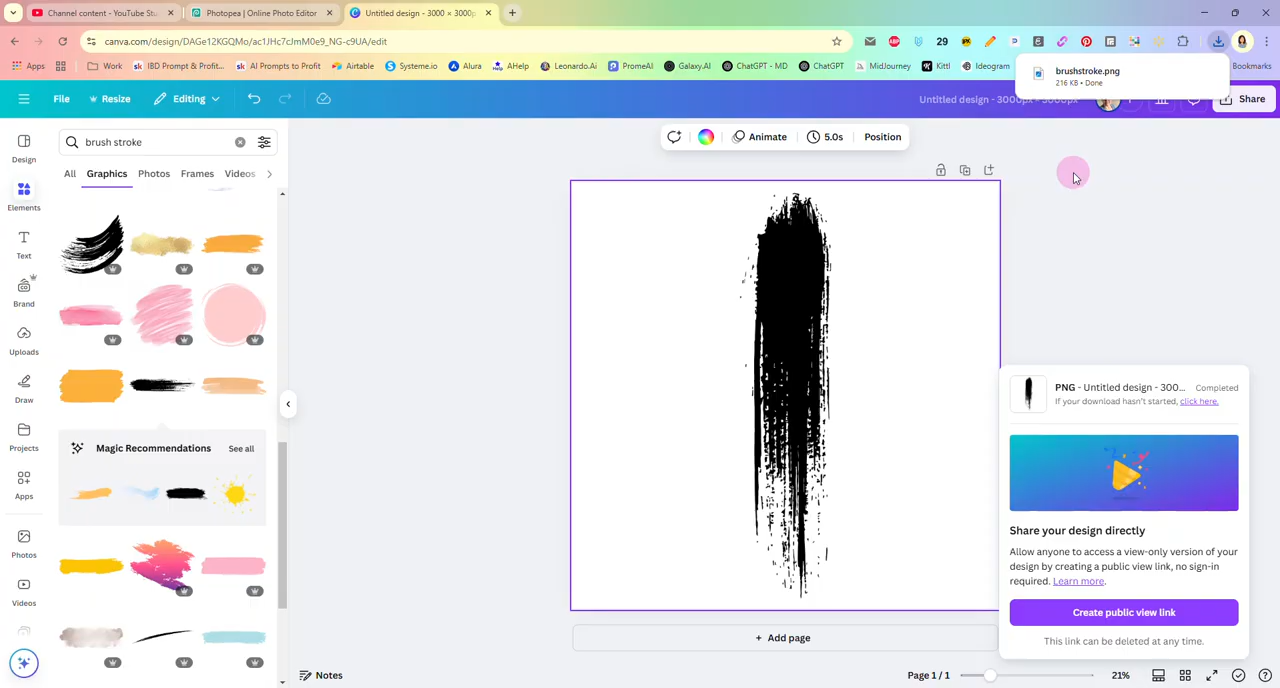 Channel content - YouTube Stu
Photopea | Online Photo Editor
Untitled design - 3000 × 3000p
canva.com/design/DAGe12KGQMo/ac1JHc7cJmM0e9_NG-c9UA/edit
29
Apps
Work
IBD Prompt & Profit...
AI Prompts to Profit
Airtable
Systeme.io
Alura
AHelp
Leonardo.Ai
PromeAI
Galaxy.AI
ChatGPT - MD
ChatGPT
MidJourney
Kittl
Ideogram
Bookmarks
brushstroke.png
216 KB • Done
File
Resize
Editing
Untitled design - 3000px × 3000px
Share
Design
Elements
Text
Brand
Uploads
Draw
Projects
Apps
Photos
Videos
brush stroke
All
Graphics
Photos
Frames
Videos
Magic Recommendations
See all
Animate
5.0s
Position
PNG - Untitled design - 300...
Completed
If your download hasn't started, click here.
Share your design directly
Allow anyone to access a view-only version of your
design by creating a public view link, no sign-in
required. Learn more.
Create public view link
This link can be deleted at any time.
+ Add page
Notes
Page 1 / 1
21%